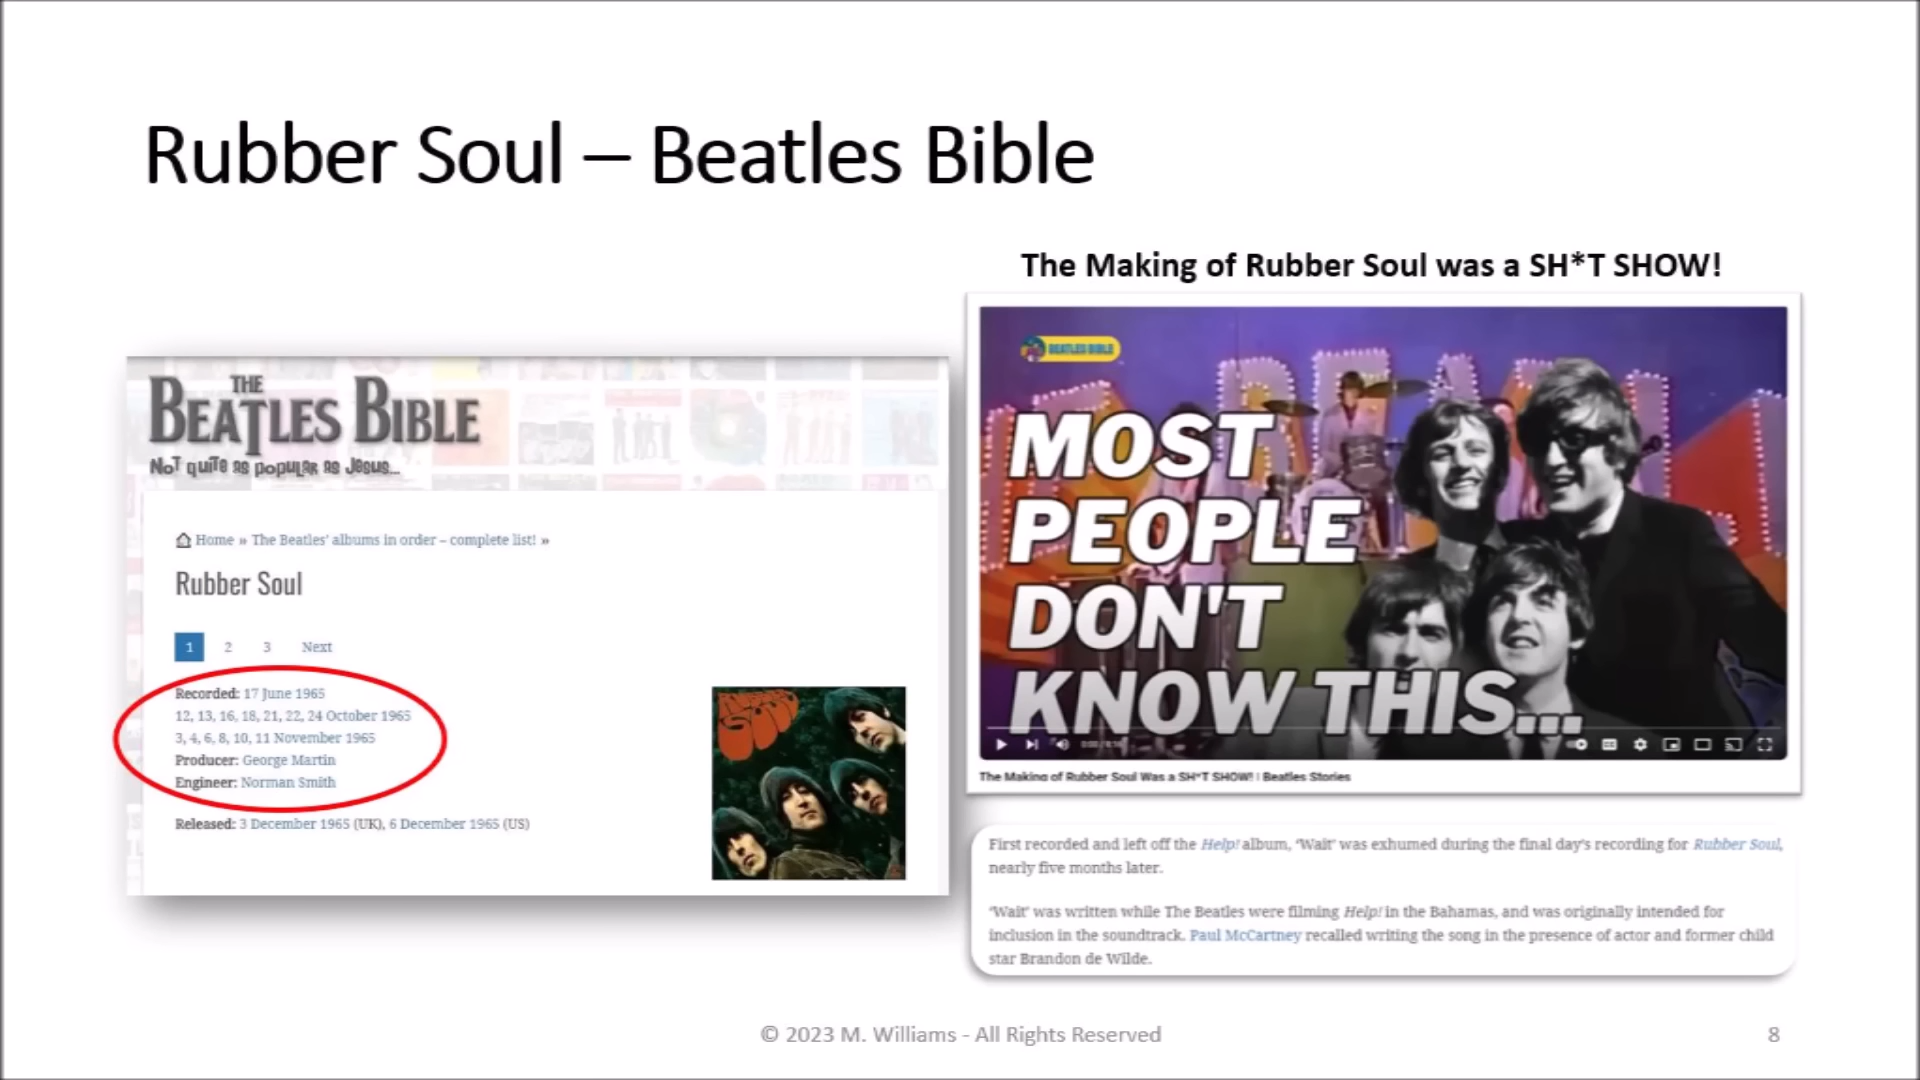 Rubber Soul – Beatles Bible
The Making of Rubber Soul was a SH*T SHOW!
THE
BEATLES BIBLE
NoT quiTe as popular as Jesus...
Home » The Beatles' albums in order – complete list! »
Rubber Soul
1 2 3 Next
Recorded: 17 June 1965
12, 13, 16, 18, 21, 22, 24 October 1965
3, 4, 6, 8, 10, 11 November 1965
Producer: George Martin
Engineer: Norman Smith
Released: 3 December 1965 (UK), 6 December 1965 (US)
RUBBER
SOUL
BEATLES BIBLE
MOST
PEOPLE
DON'T
KNOW THIS...
The Making of Rubber Soul Was a SH*T SHOW! | Beatles Stories
First recorded and left off the Help! album, 'Wait' was exhumed during the final day's recording for Rubber Soul,
nearly five months later.
'Wait' was written while The Beatles were filming Help! in the Bahamas, and was originally intended for
inclusion in the soundtrack. Paul McCartney recalled writing the song in the presence of actor and former child
star Brandon de Wilde.
© 2023 M. Williams - All Rights Reserved
8